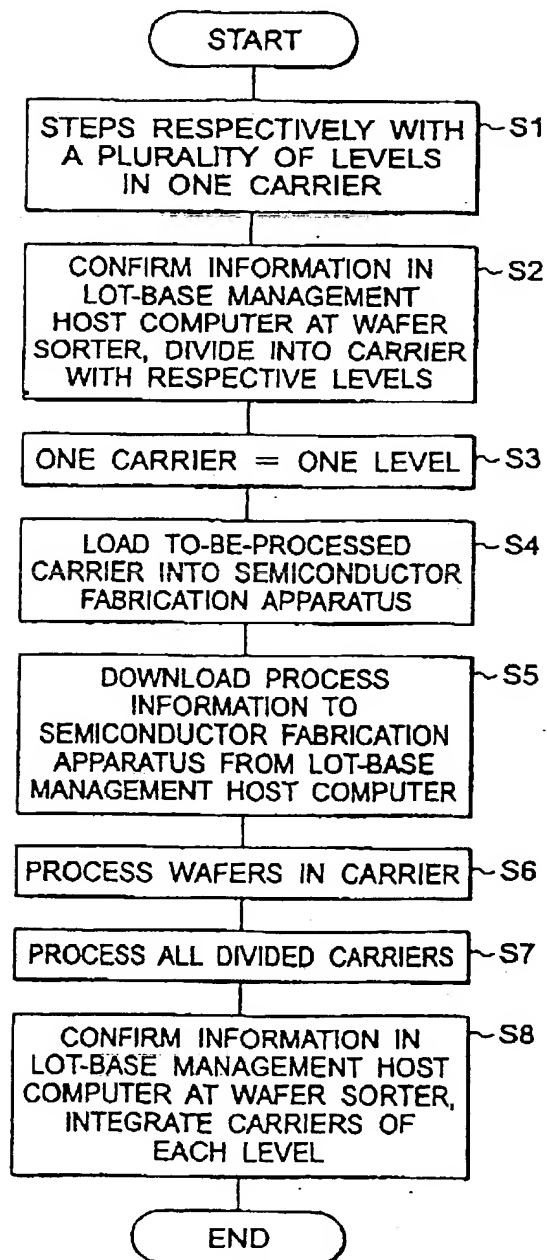 START
STEPS RESPECTIVELY WITH
A PLURALITY OF LEVELS
IN ONE CARRIER
S1
CONFIRM INFORMATION IN
LOT-BASE MANAGEMENT
HOST COMPUTER AT WAFER
SORTER, DIVIDE INTO CARRIER
WITH RESPECTIVE LEVELS
S2
ONE CARRIER = ONE LEVEL
S3
LOAD TO-BE-PROCESSED
CARRIER INTO SEMICONDUCTOR
FABRICATION APPARATUS
S4
DOWNLOAD PROCESS
INFORMATION TO
SEMICONDUCTOR FABRICATION
APPARATUS FROM LOT-BASE
MANAGEMENT HOST COMPUTER
S5
PROCESS WAFERS IN CARRIER
S6
PROCESS ALL DIVIDED CARRIERS
S7
CONFIRM INFORMATION IN
LOT-BASE MANAGEMENT HOST
COMPUTER AT WAFER SORTER,
INTEGRATE CARRIERS OF
EACH LEVEL
S8
END